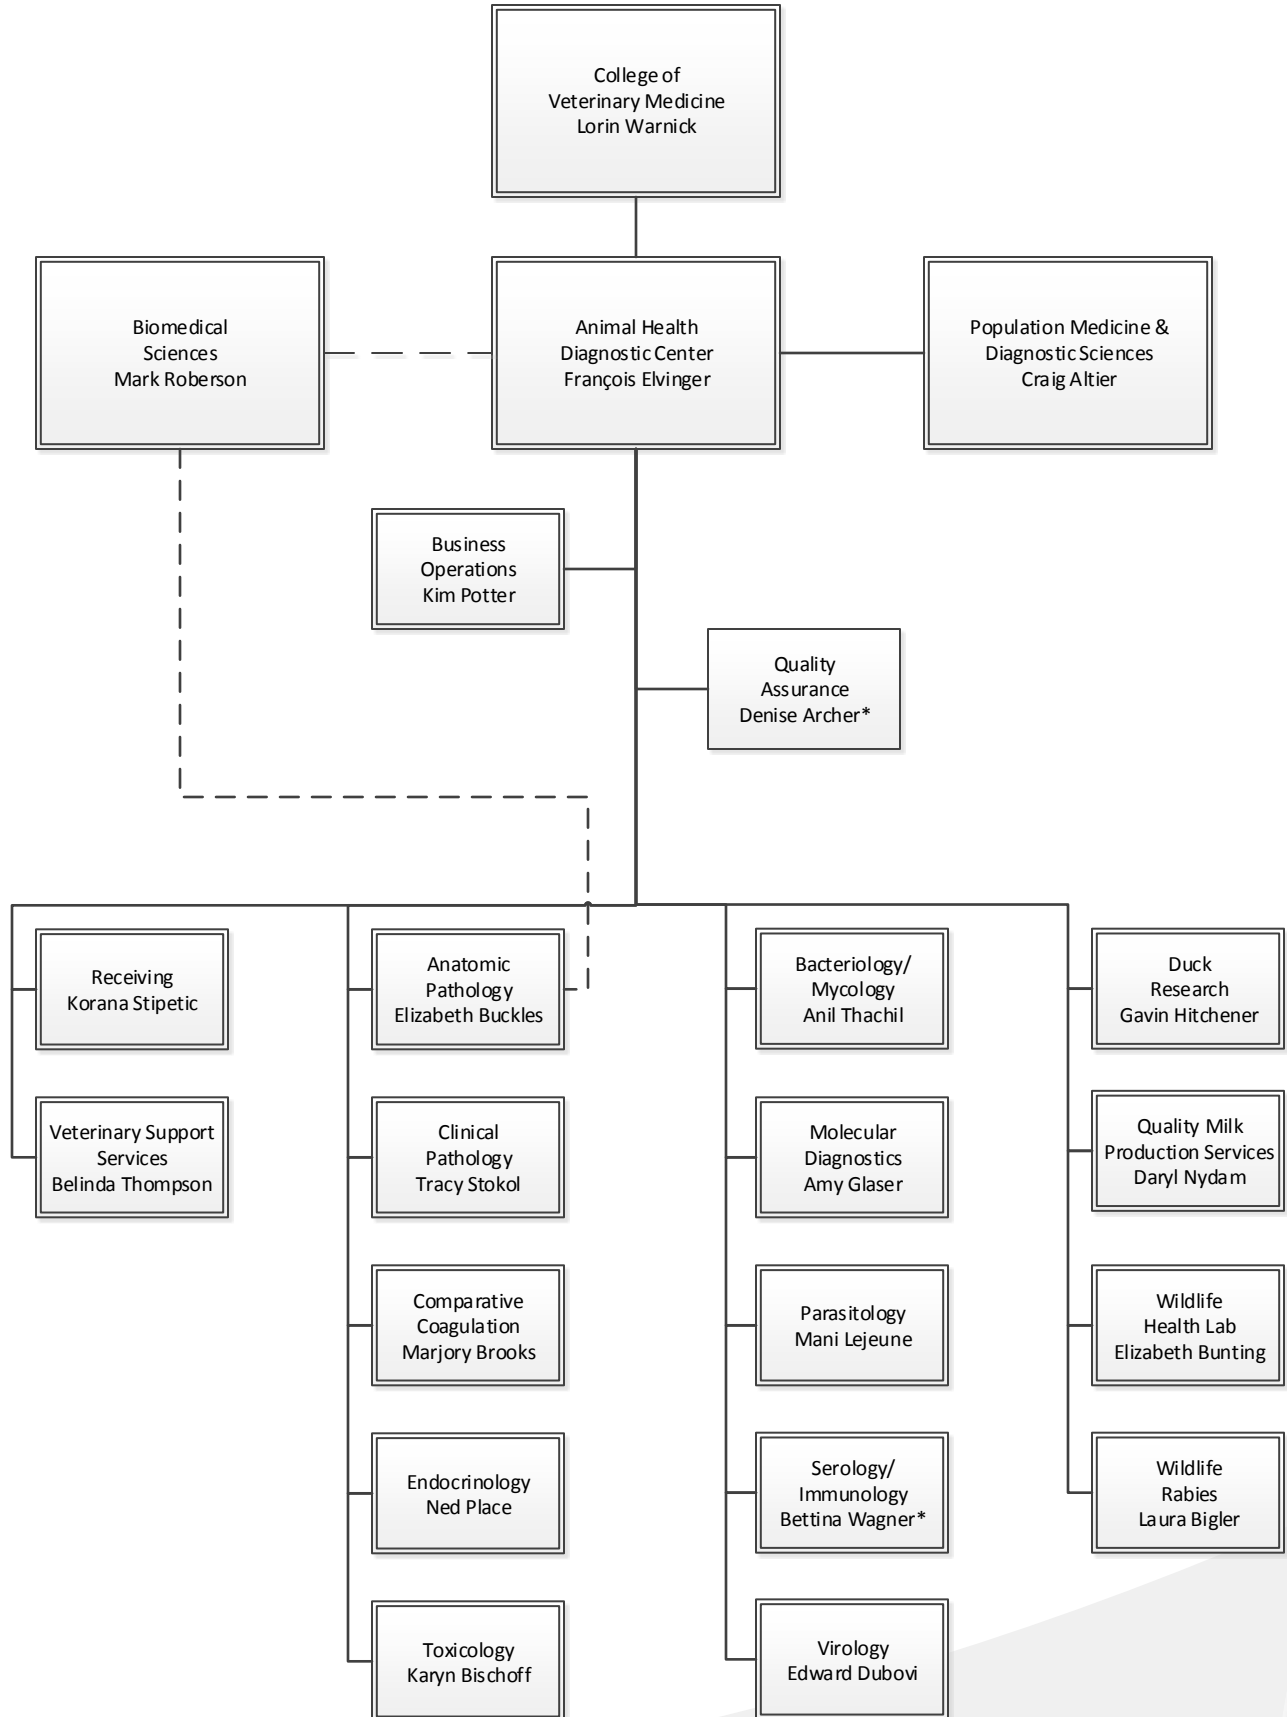 College of
Veterinary Medicine
Lorin Warnick
Biomedical
Sciences
Mark Roberson
Animal Health
Diagnostic Center
François Elvinger
Population Medicine &
Diagnostic Sciences
Craig Altier
Business
Operations
Kim Potter
Quality
Assurance
Denise Archer*
Receiving
Korana Stipetic
Veterinary Support
Services
Belinda Thompson
Anatomic
Pathology
Elizabeth Buckles
Clinical
Pathology
Tracy Stokol
Comparative
Coagulation
Marjory Brooks
Endocrinology
Ned Place
Toxicology
Karyn Bischoff
Bacteriology/
Mycology
Anil Thachil
Molecular
Diagnostics
Amy Glaser
Parasitology
Mani Lejeune
Serology/
Immunology
Bettina Wagner*
Virology
Edward Dubovi
Duck
Research
Gavin Hitchener
Quality Milk
Production Services
Daryl Nydam
Wildlife
Health Lab
Elizabeth Bunting
Wildlife
Rabies
Laura Bigler